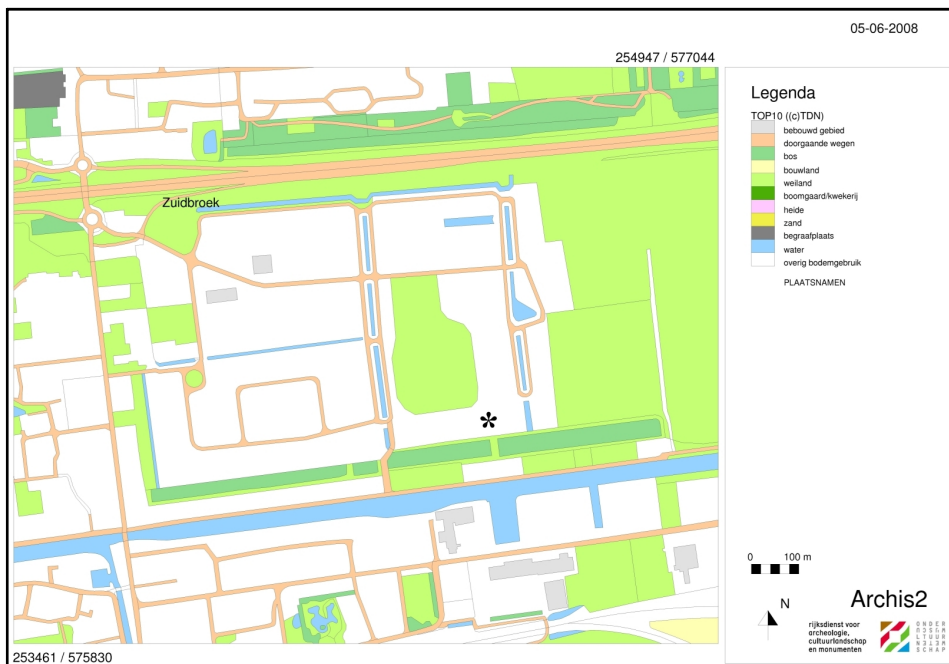 05-06-2008
254947 / 577044
Legenda
TOP10 ((c)TDN)
bebouwd gebied
doorgaande wegen
bos
bouwland
weiland
boomgaard/kwekerij
heide
zand
begraafplaats
water
overig bodemgebruik
PLAATSNAMEN
Zuidbroek
0 100 m
N
Archis2
rijksdienst voor
archeologie,
cultuurlandschap
en monumenten
253461 / 575830